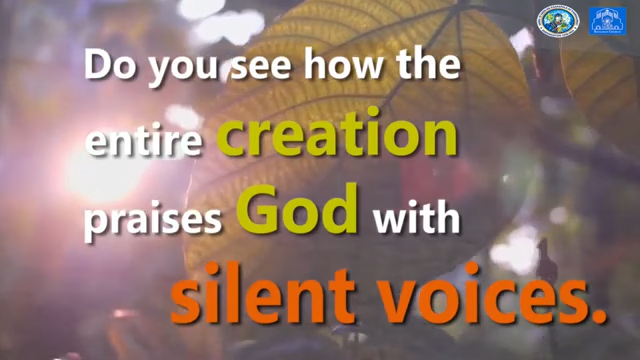 Do you see how the
entire creation
praises God with
silent voices.